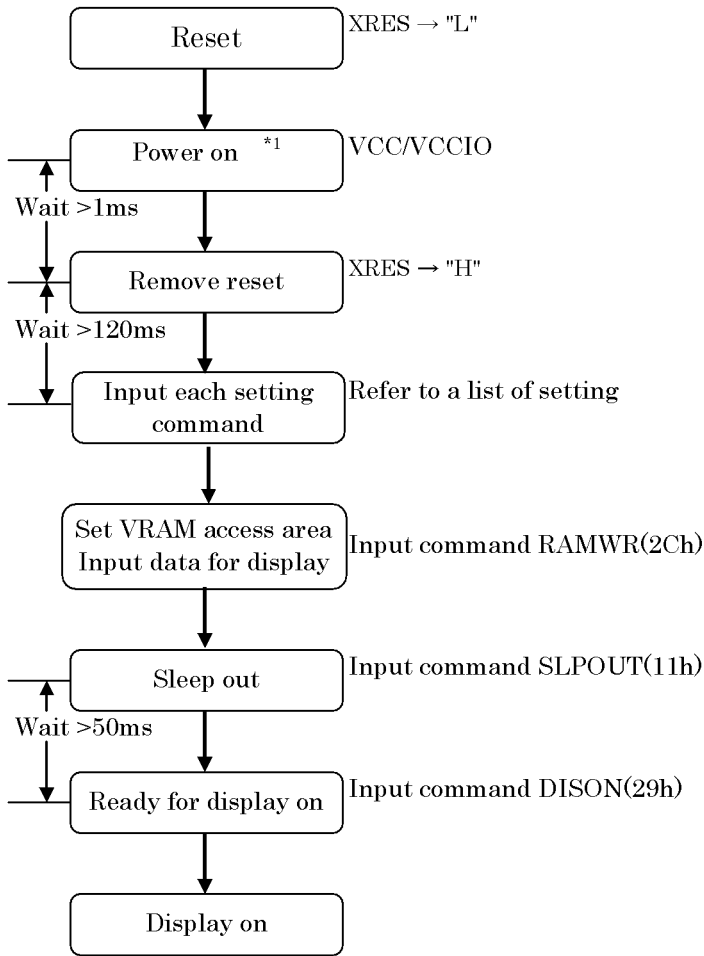 Reset
XRES → "L"
Power on *1
VCC/VCCIO
Wait >1ms
Remove reset
XRES → "H"
Wait >120ms
Input each setting
command
Refer to a list of setting
Set VRAM access area
Input data for display
Input command RAMWR(2Ch)
Sleep out
Input command SLPOUT(11h)
Wait >50ms
Ready for display on
Input command DISON(29h)
Display on